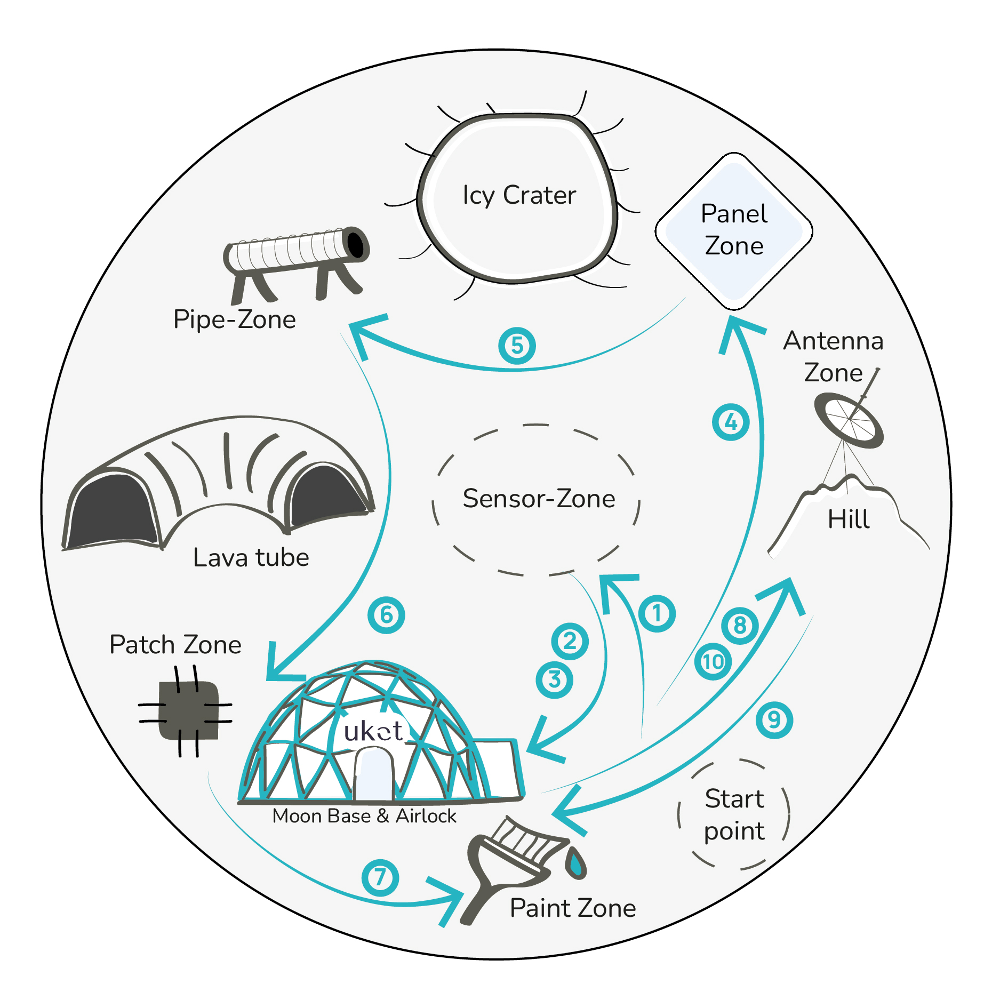 Icy Crater
Panel
Zone
Pipe-Zone
5
Antenna
Zone
4
Sensor-Zone
Hill
Lava tube
6
1
8
2
10
3
Patch Zone
ukət
9
Moon Base & Airlock
Start
point
7
Paint Zone